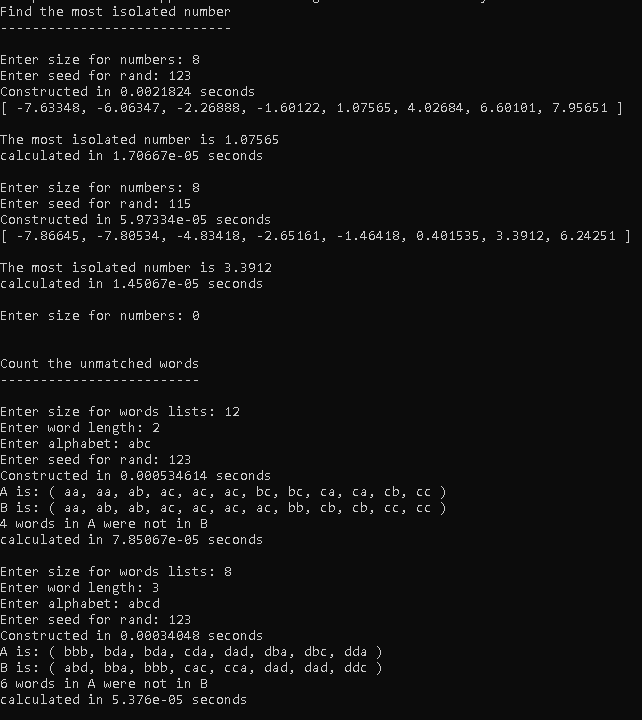 Find the most isolated number
-----------------------------
Enter size for numbers: 8
Enter seed for rand: 123
Constructed in 0.0021824 seconds
[ -7.63348, -6.06347, -2.26888, -1.60122, 1.07565, 4.02684, 6.60101, 7.95651 ]
The most isolated number is 1.07565
calculated in 1.70667e-05 seconds
Enter size for numbers: 8
Enter seed for rand: 115
Constructed in 5.97334e-05 seconds
[ -7.86645, -7.80534, -4.83418, -2.65161, -1.46418, 0.401535, 3.3912, 6.24251 ]
The most isolated number is 3.3912
calculated in 1.45067e-05 seconds
Enter size for numbers: 0
Count the unmatched words
-------------------------
Enter size for words lists: 12
Enter word length: 2
Enter alphabet: abc
Enter seed for rand: 123
Constructed in 0.000534614 seconds
A is: ( aa, aa, ab, ac, ac, ac, bc, bc, ca, ca, cb, cc )
B is: ( aa, ab, ab, ac, ac, ac, ac, bb, cb, cb, cc, cc )
4 words in A were not in B
calculated in 7.85067e-05 seconds
Enter size for words lists: 8
Enter word length: 3
Enter alphabet: abcd
Enter seed for rand: 123
Constructed in 0.00034048 seconds
A is: ( bbb, bda, bda, cda, dad, dba, dbc, dda )
B is: ( abd, bba, bbb, cac, cca, dad, dad, ddc )
6 words in A were not in B
calculated in 5.376e-05 seconds